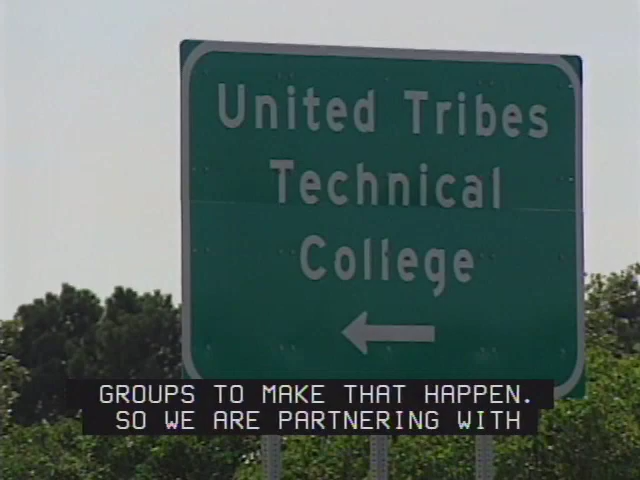 United Tribes
Technical
College
GROUPS TO MAKE THAT HAPPEN.
SO WE ARE PARTNERING WITH